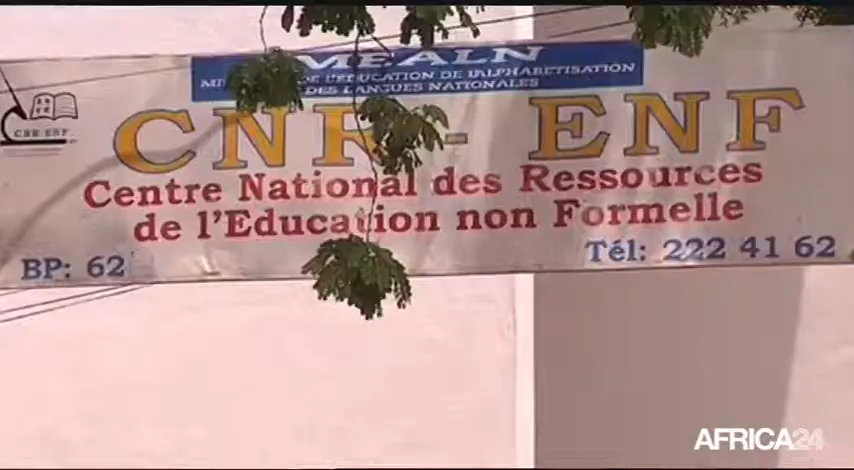 MEALN
DE L'EDUCATION DE L'ALPHABETISATION
DES LANGUES NATIONALES
CNR - ENF
CNR ENF
Centre National des Ressources
de l'Education non Formelle
BP: 62
Tél: 222 41 62
AFRICA24